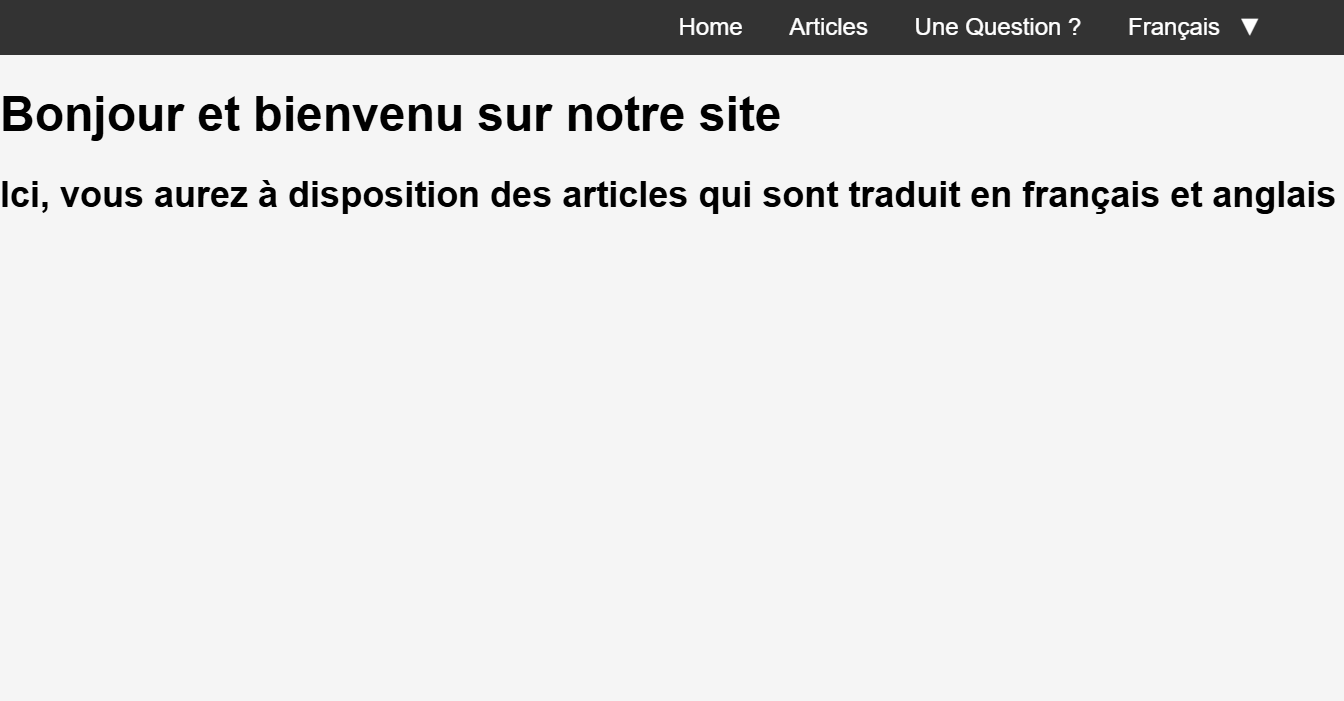 Home Articles Une Question ? Français ▼
Bonjour et bienvenu sur notre site
Ici, vous aurez à disposition des articles qui sont traduit en français et anglais